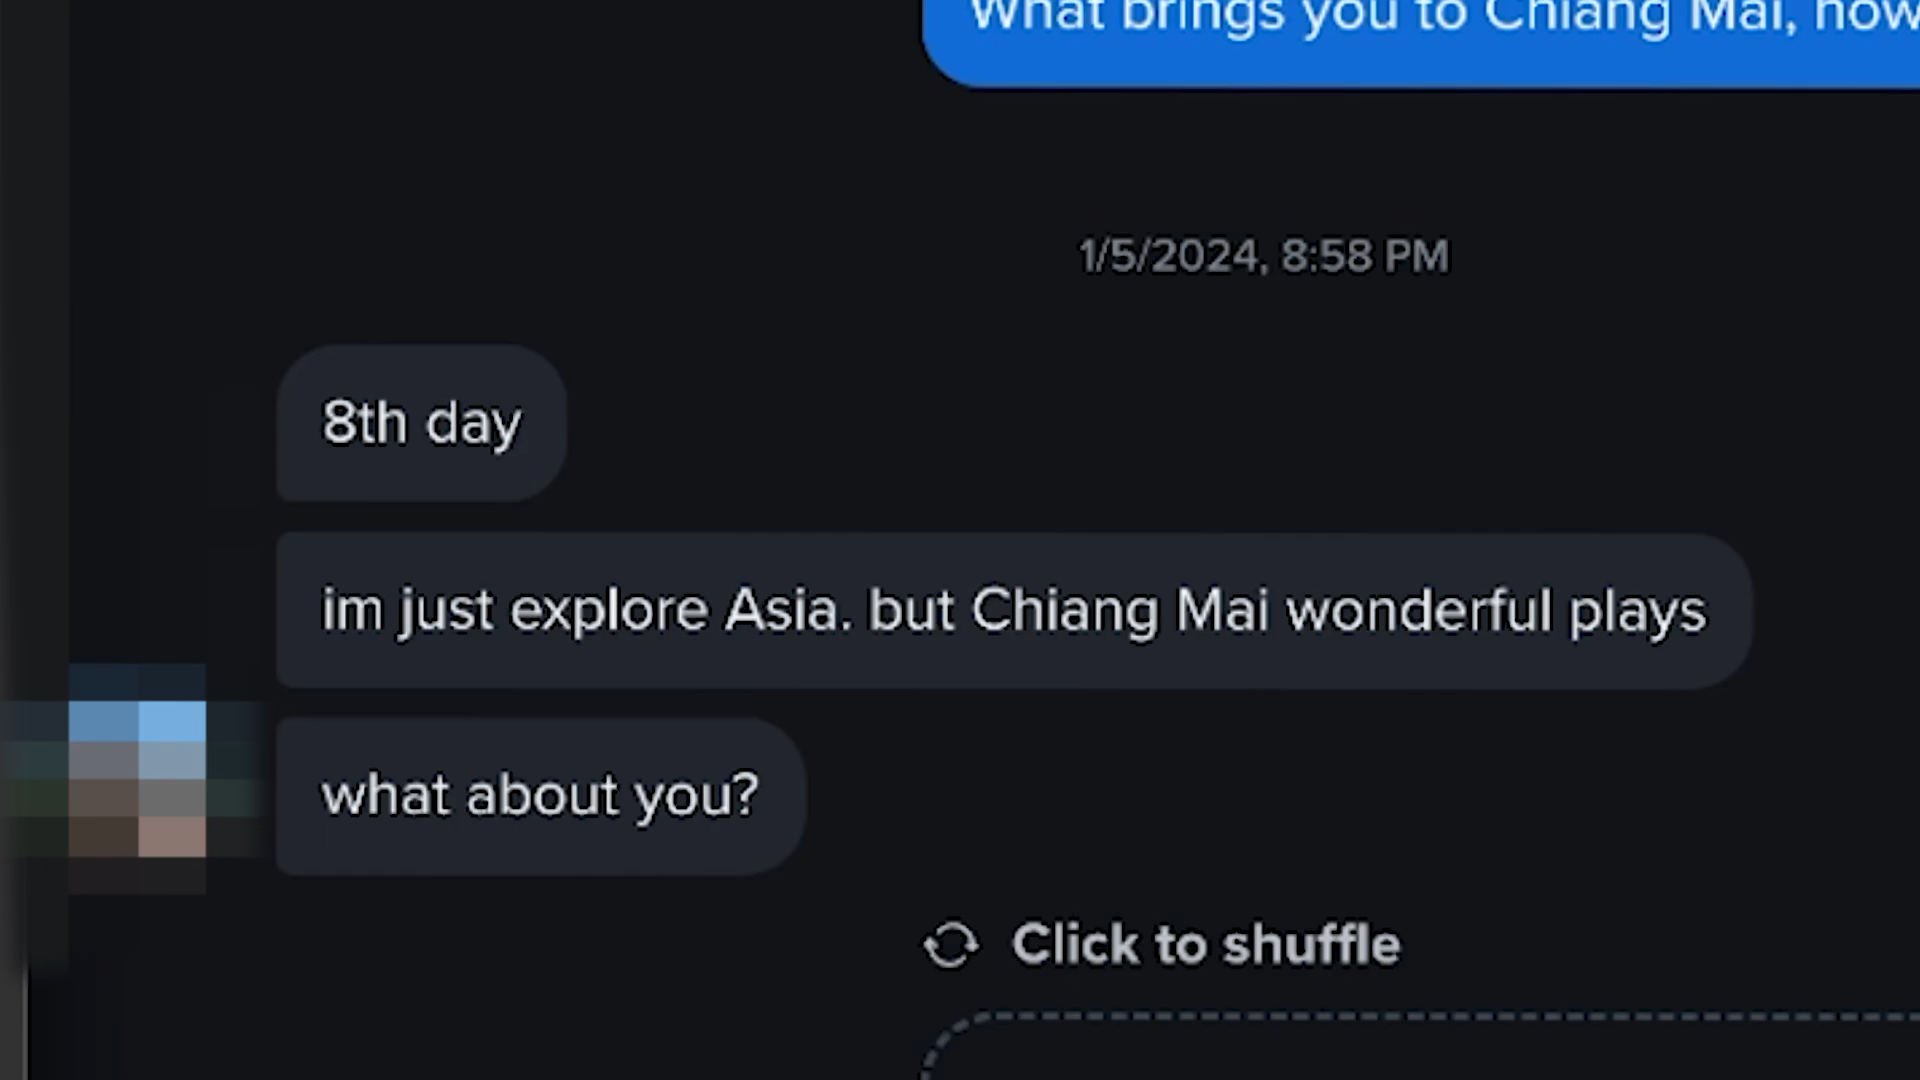 What brings you to Chiang Mai, how
1/5/2024, 8:58 PM
8th day
im just explore Asia. but Chiang Mai wonderful plays
what about you?
Click to shuffle